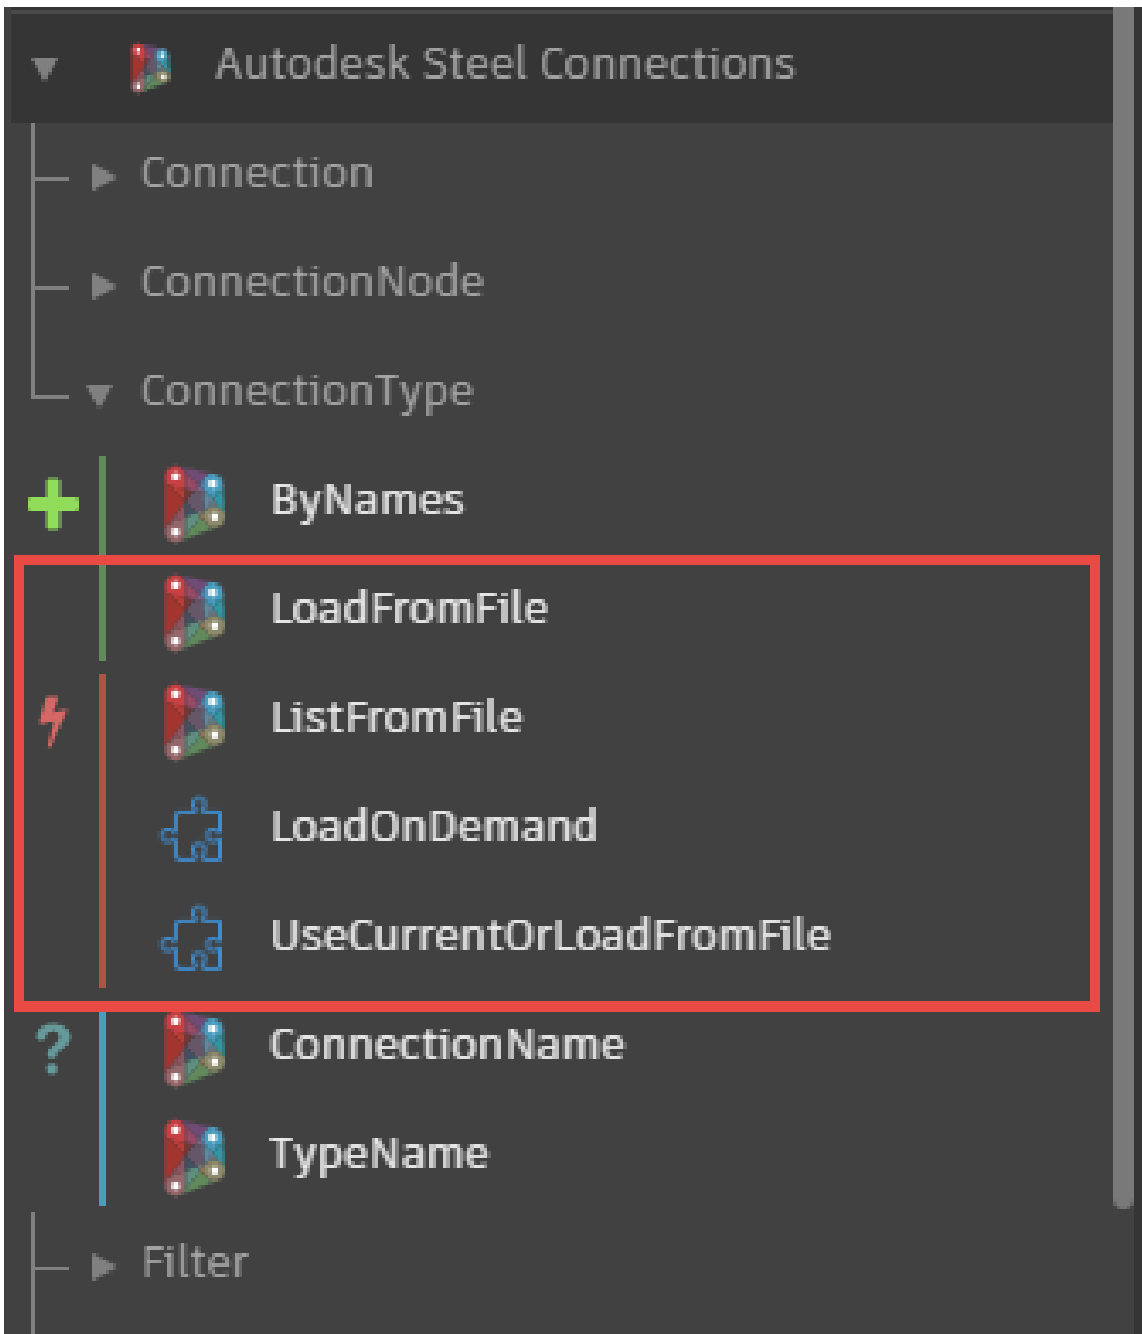 Autodesk Steel Connections
Connection
ConnectionNode
ConnectionType
ByNames
LoadFromFile
ListFromFile
LoadOnDemand
UseCurrentOrLoadFromFile
?
ConnectionName
TypeName
Filter